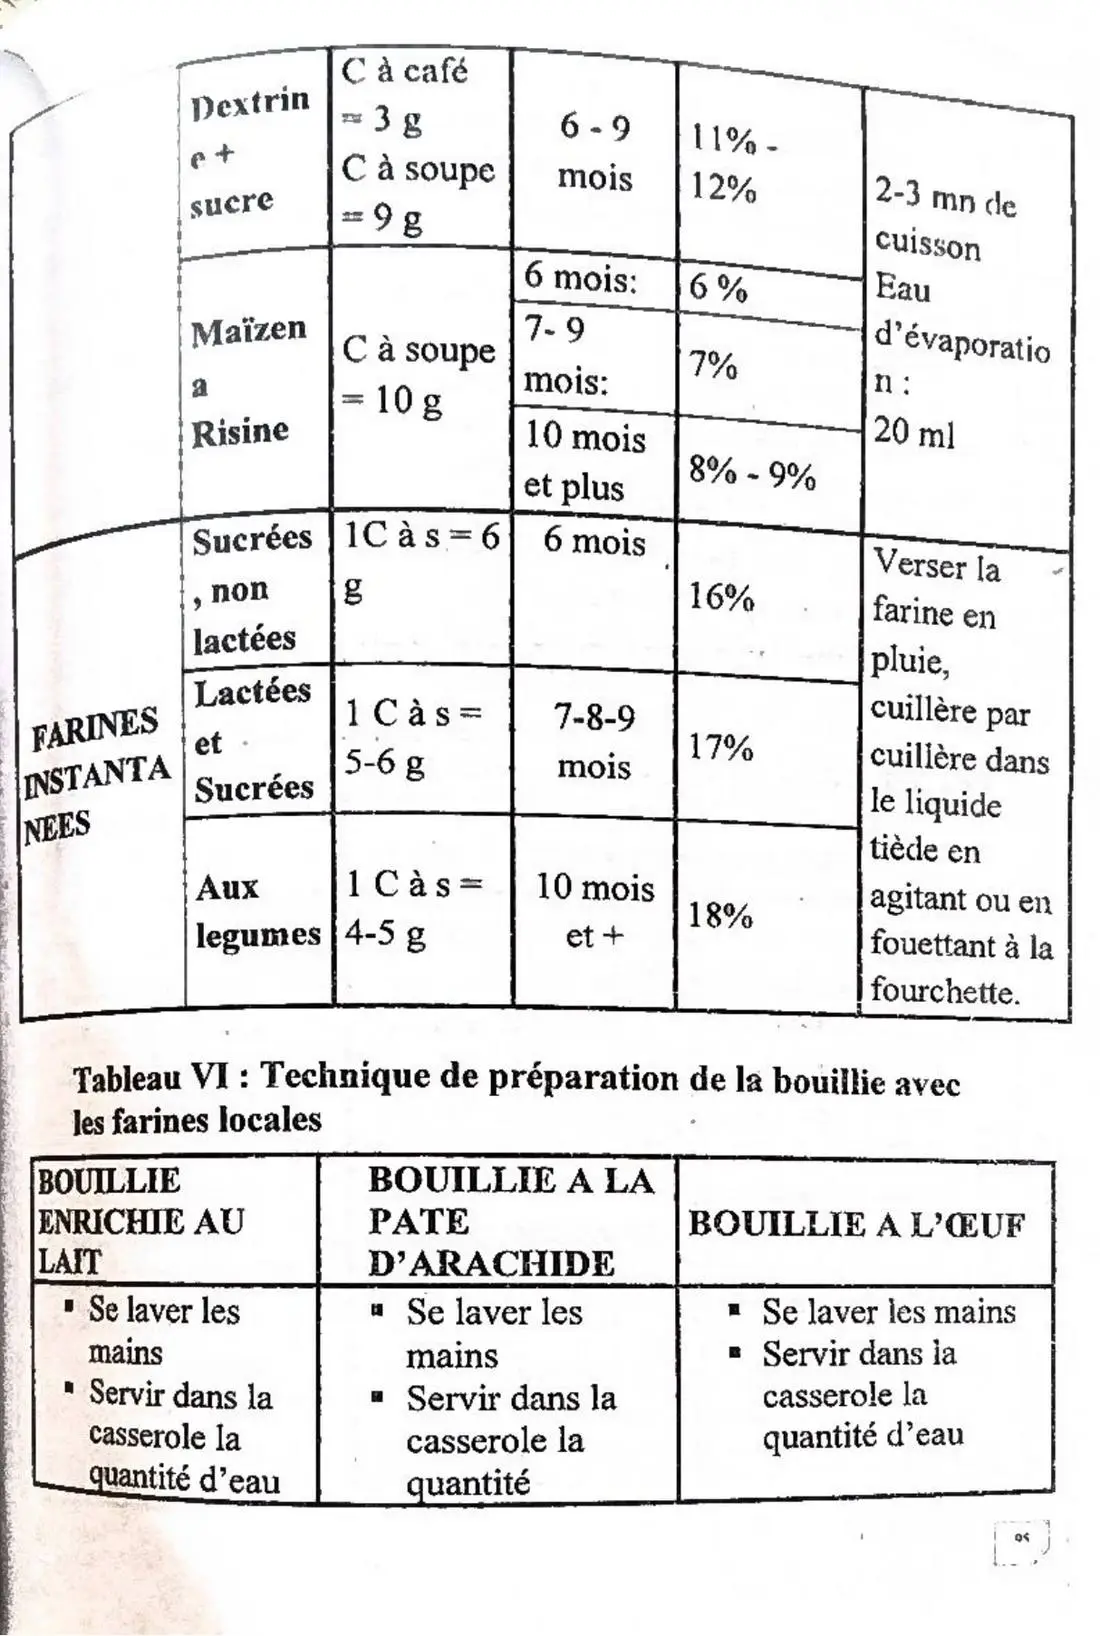 Dextrin
e +
sucre
C à café
≈ 3 g
C à soupe
= 9 g
6 - 9
mois
11% -
12%
2-3 mn de
cuisson
Eau
d'évaporatio
n :
20 ml
Maïzen
a
Risine
C à soupe
= 10 g
6 mois:
6 %
7- 9
mois:
7%
10 mois
et plus
8% - 9%
FARINES
INSTANTA
NEES
Sucrées
, non
lactées
1C à s = 6
g
6 mois
16%
Verser la
farine en
pluie,
cuillère par
cuillère dans
le liquide
tiède en
agitant ou en
fouettant à la
fourchette.
Lactées
et
Sucrées
1 C à s =
5-6 g
7-8-9
mois
17%
Aux
legumes
1 C à s =
4-5 g
10 mois
et +
18%
Tableau VI : Technique de préparation de la bouillie avec
les farines locales
BOUILLIE
ENRICHIE AU
LAIT
BOUILLIE A LA
PATE
D'ARACHIDE
BOUILLIE A L'ŒUF
▪ Se laver les
mains
▪ Servir dans la
casserole la
quantité d'eau
▪ Se laver les
mains
▪ Servir dans la
casserole la
quantité
▪ Se laver les mains
▪ Servir dans la
casserole la
quantité d'eau